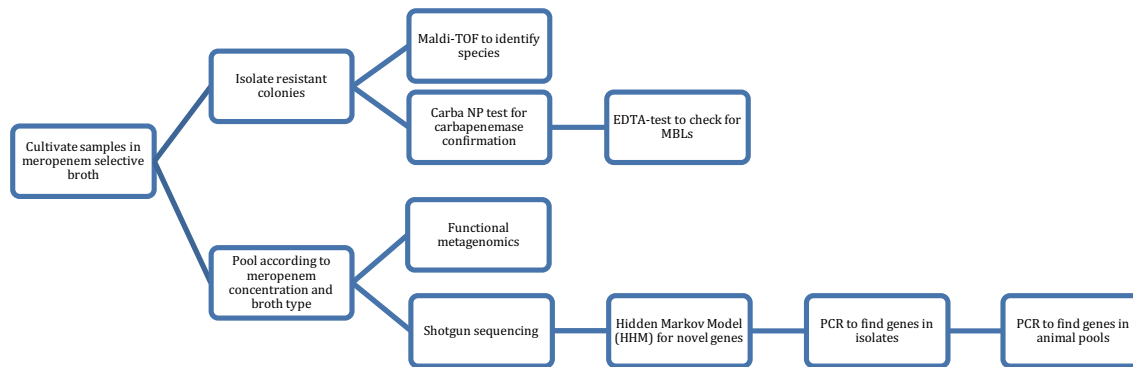 Cultivate samples in
meropenem selective
broth
Isolate resistant
colonies
Maldi-TOF to identify
species
Carba NP test for
carbapenemase
confirmation
EDTA-test to check for
MBLs
Pool according to
meropenem
concentration and
broth type
Functional
metagenomics
Shotgun sequencing
Hidden Markov Model
(HHM) for novel genes
PCR to find genes in
isolates
PCR to find genes in
animal pools